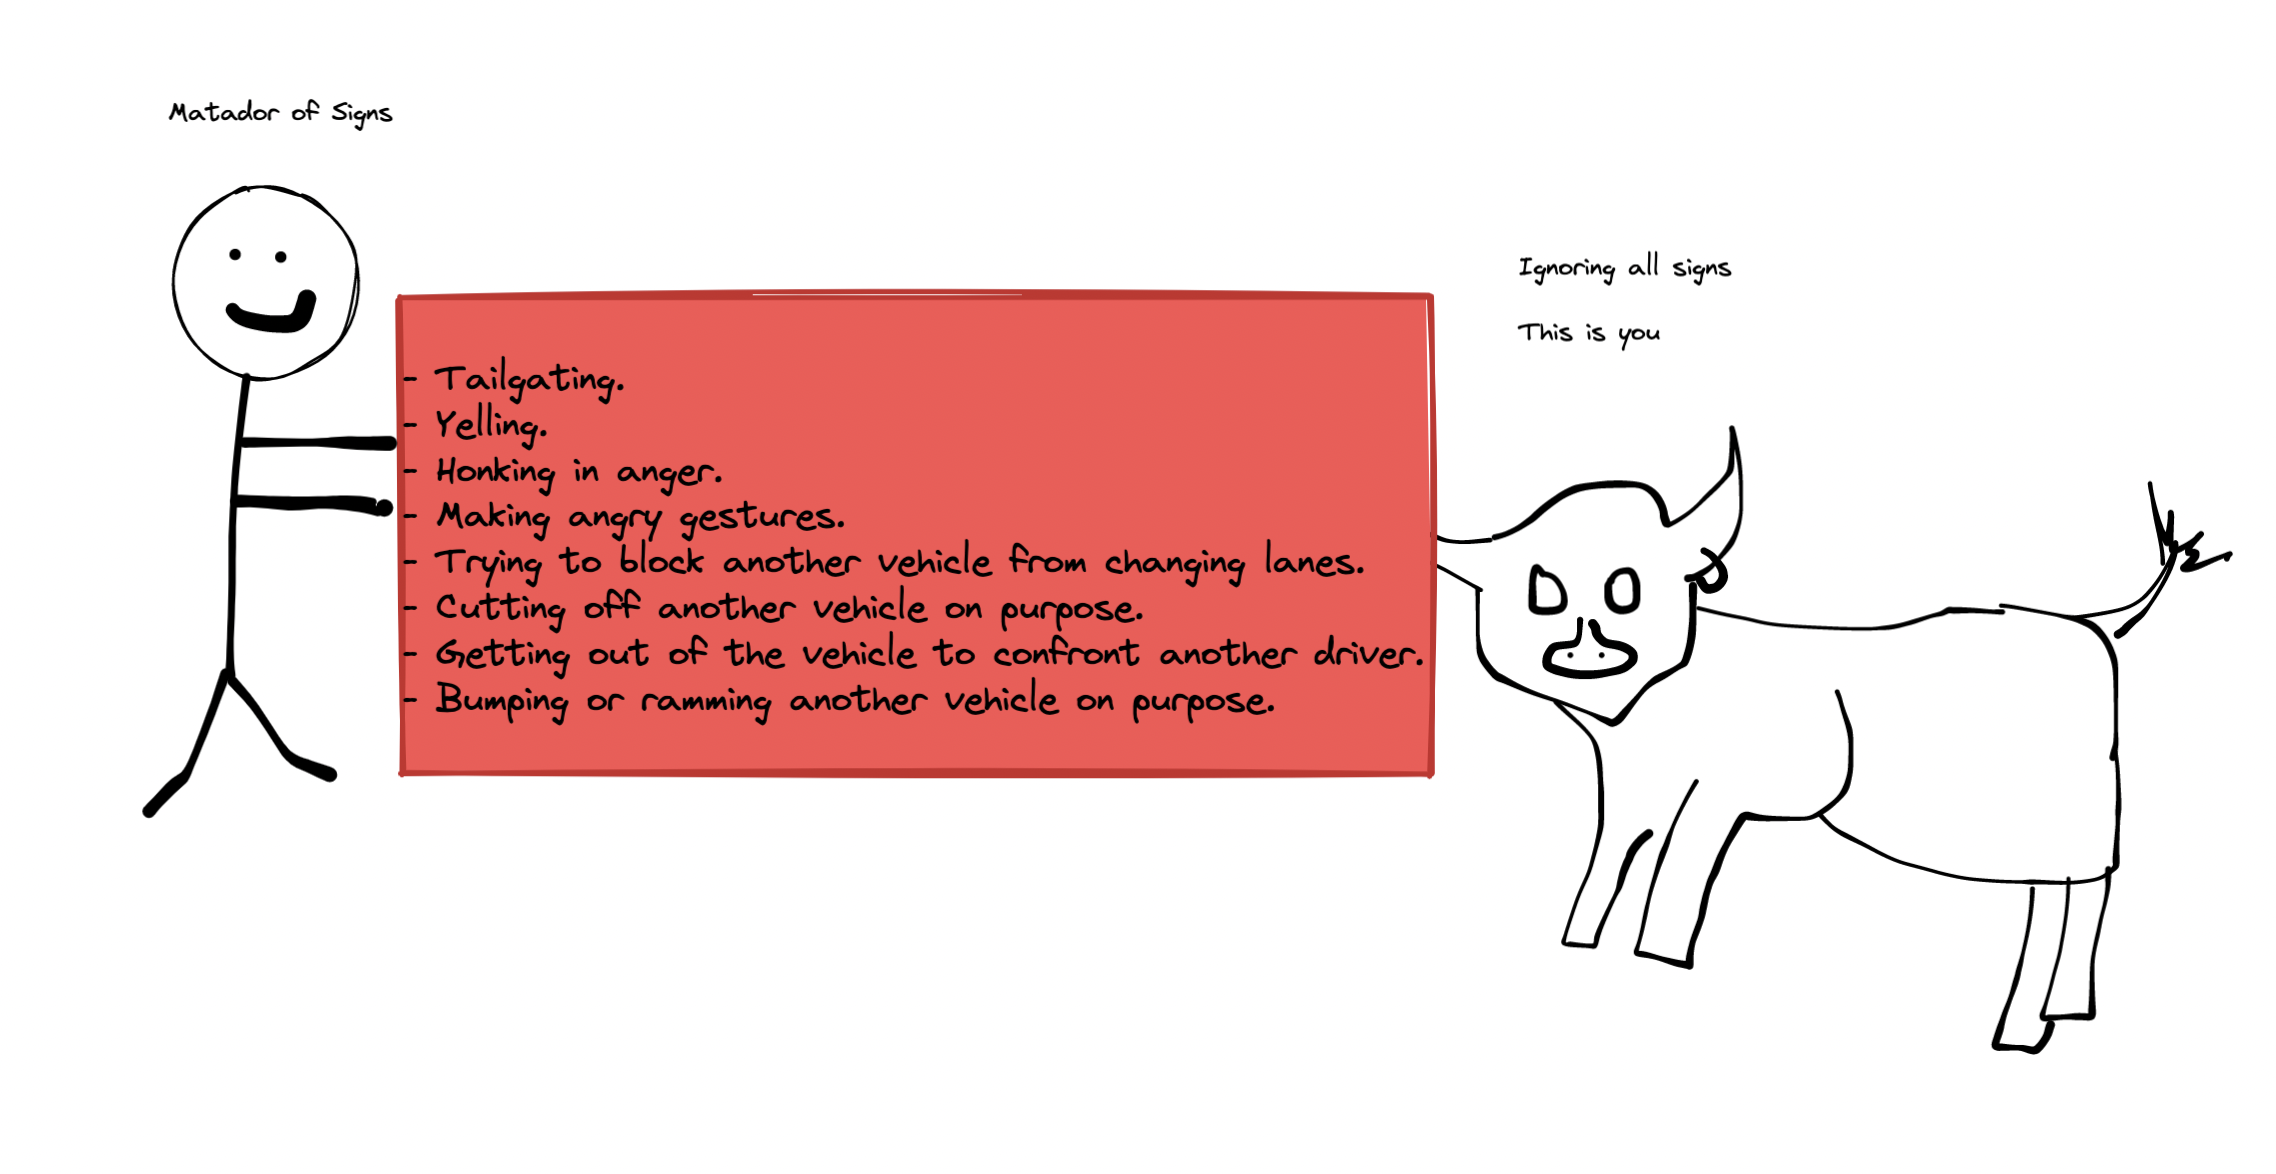 Matador of Signs
Ignoring all signs
This is you
- Tailgating.
- Yelling.
- Honking in anger.
- Making angry gestures.
- Trying to block another vehicle from changing lanes.
- Cutting off another vehicle on purpose.
- Getting out of the vehicle to confront another driver.
- Bumping or ramming another vehicle on purpose.